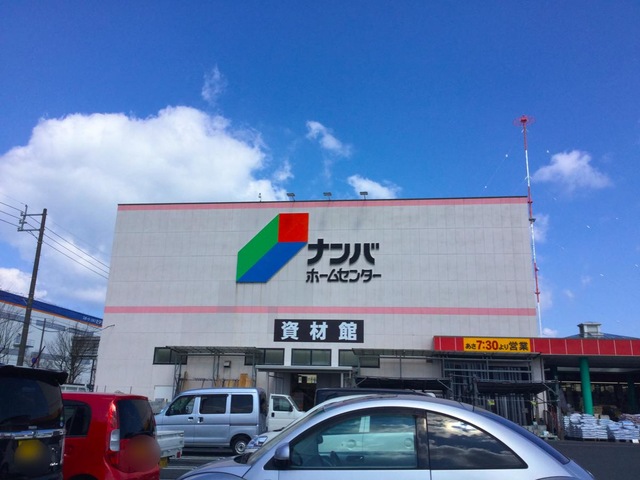 ナンバ
ホームセンター
資材館
あさ7:30より営業